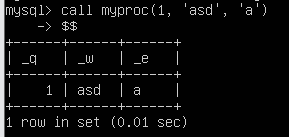 mysql> call myproc(1, 'asd', 'a')
    -> $$
+------+------+------+
| _q   | _w   | _e   |
+------+------+------+
|    1 | asd  | a    |
+------+------+------+
1 row in set (0.01 sec)